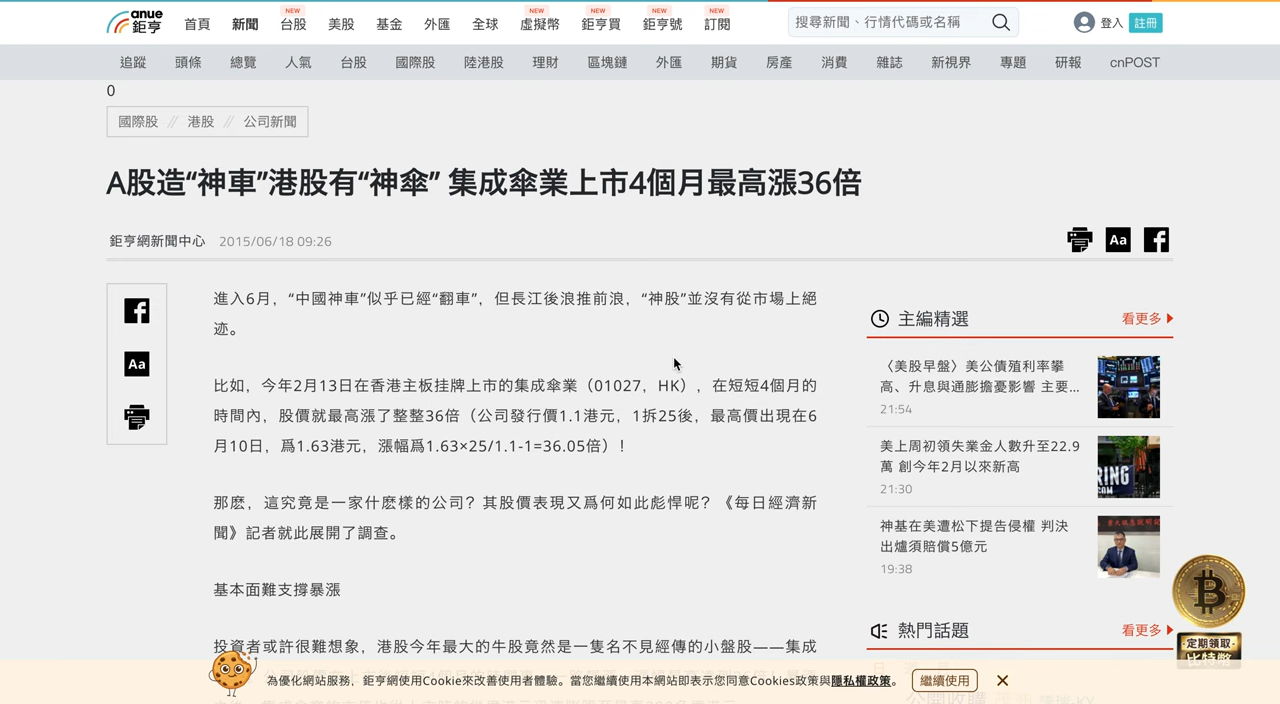 anue
鉅亨
首頁
新聞
NEW
台股
美股
基金
外匯
全球
NEW
虛擬幣
NEW
鉅亨買
NEW
鉅亨號
NEW
訂閱
搜尋新聞、行情代碼或名稱
登入
註冊
追蹤
頭條
總覽
人氣
台股
國際股
陸港股
理財
區塊鏈
外匯
期貨
房產
消費
雜誌
新視界
專題
研報
cnPOST
0
國際股 // 港股 // 公司新聞
A股造“神車”港股有“神傘” 集成傘業上市4個月最高漲36倍
鉅亨網新聞中心 2015/06/18 09:26
Aa
Aa
進入6月，“中國神車”似乎已經“翻車”，但長江後浪推前浪，“神股”並沒有從市場上絕
迹。
比如，今年2月13日在香港主板挂牌上市的集成傘業（01027，HK），在短短4個月的
時間內，股價就最高漲了整整36倍（公司發行價1.1港元，1拆25後，最高價出現在6
月10日，爲1.63港元，漲幅爲1.63×25/1.1-1=36.05倍）！
那麽，這究竟是一家什麽樣的公司？其股價表現又爲何如此彪悍呢？《每日經濟新
聞》記者就此展開了調查。
基本面難支撐暴漲
投資者或許很難想象，港股今年最大的牛股竟然是一隻名不見經傳的小盤股——集成
主編精選
看更多
〈美股早盤〉美公債殖利率攀
高、升息與通膨擔憂影響 主要...
21:54
美上周初領失業金人數升至22.9
萬 創今年2月以來新高
21:30
神基在美遭松下提告侵權 判決
出爐須賠償5億元
19:38
熱門話題
看更多
定期領取
比特幣
為優化網站服務，鉅亨網使用Cookie來改善使用者體驗。當您繼續使用本網站即表示您同意Cookies政策與隱私權政策。
繼續使用